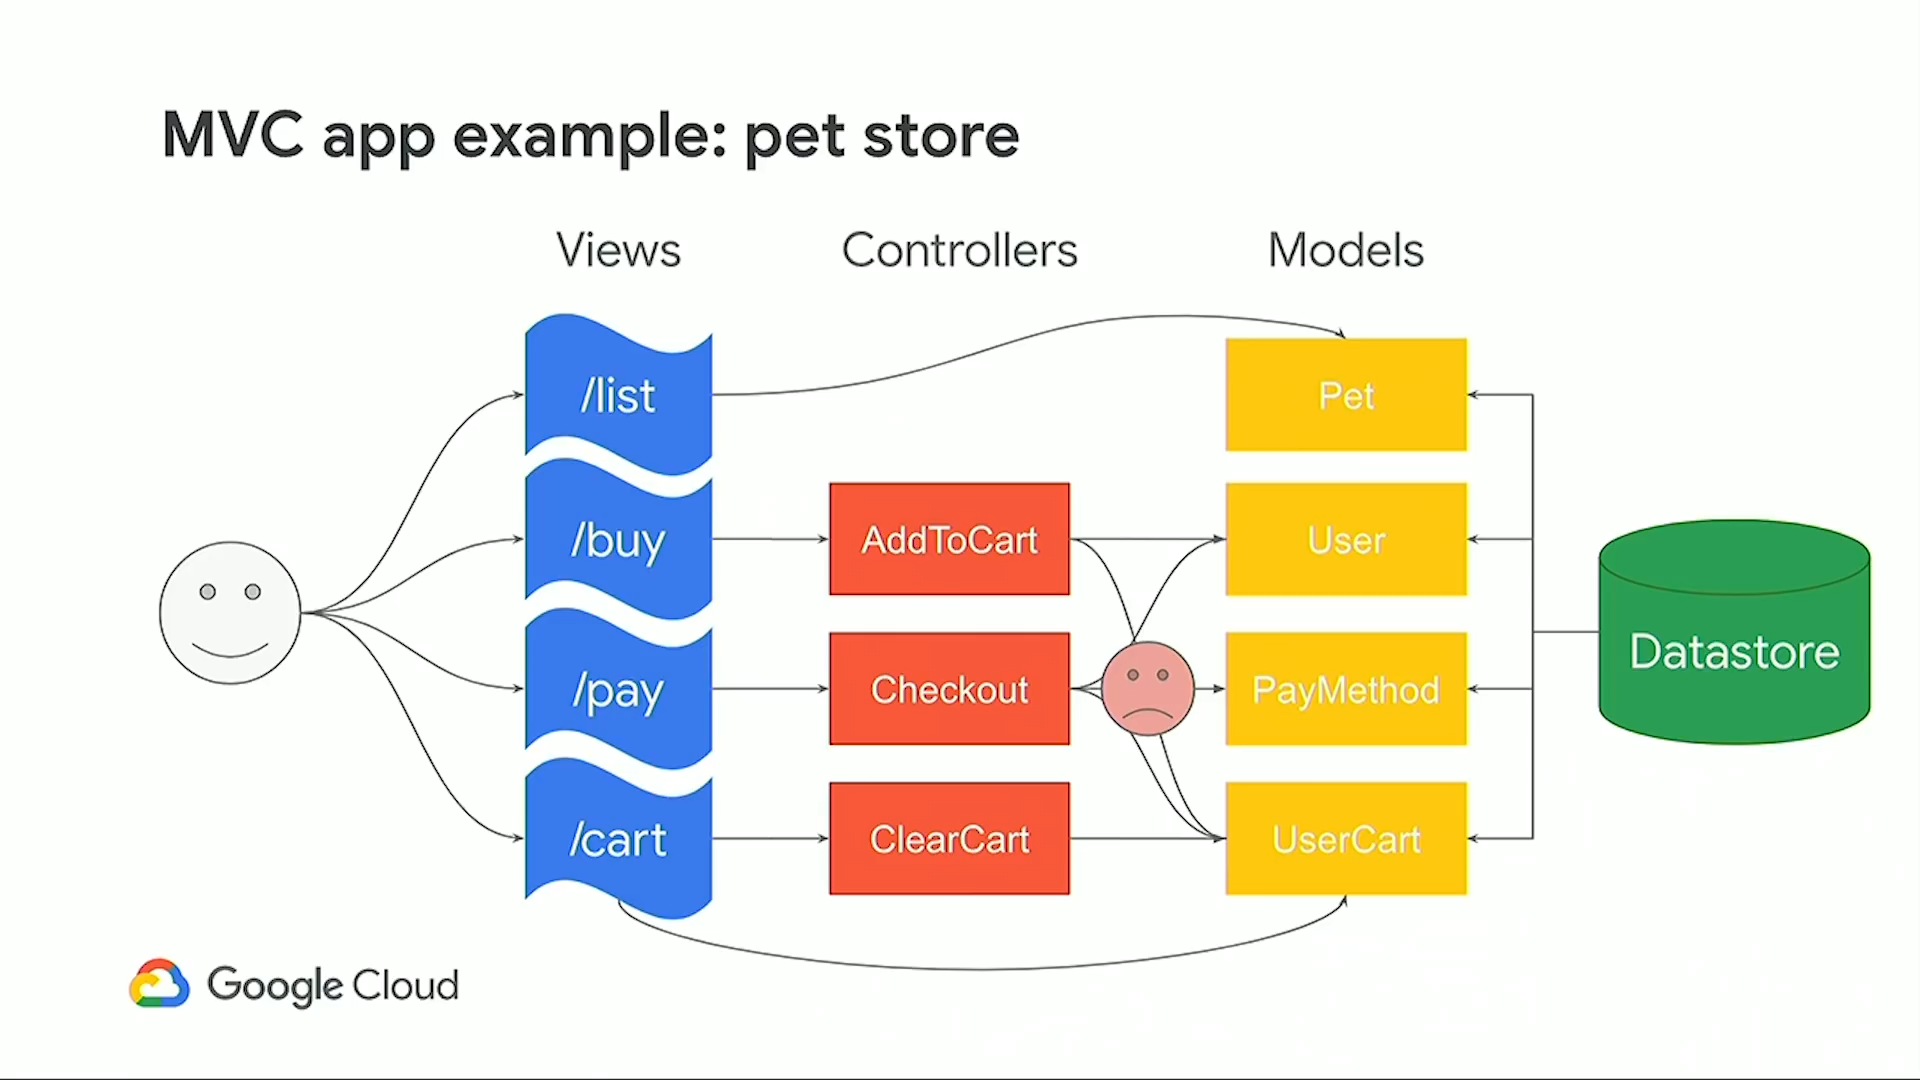 MVC app example: pet store
Views
Controllers
Models
/list
Pet
/buy
AddToCart
User
/pay
Checkout
PayMethod
Datastore
/cart
ClearCart
UserCart
Google Cloud